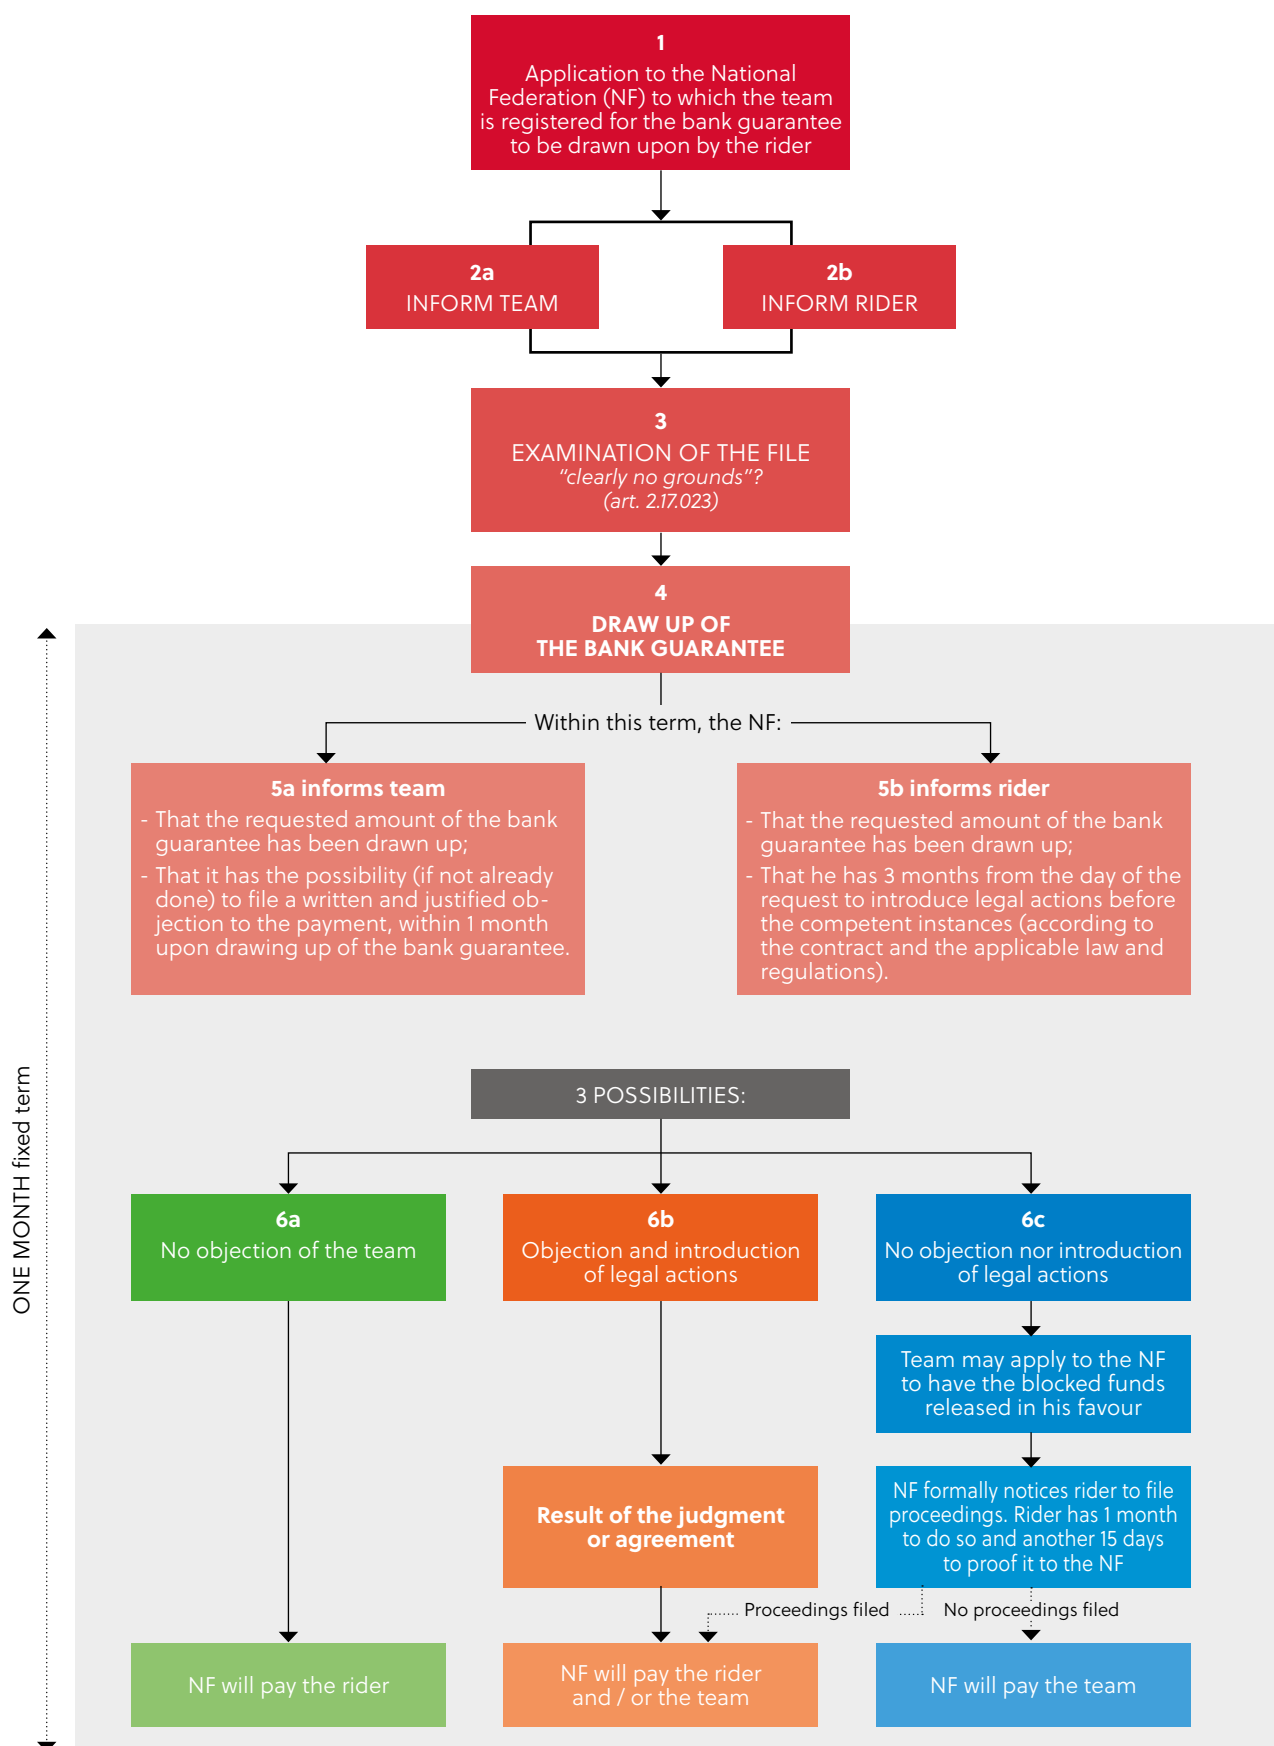 1
Application to the National
Federation (NF) to which the team
is registered for the bank guarantee
to be drawn upon by the rider
2a
INFORM TEAM
2b
INFORM RIDER
3
EXAMINATION OF THE FILE
“clearly no grounds”?
(art. 2.17.023)
4
DRAW UP OF
THE BANK GUARANTEE
Within this term, the NF:
5a informs team
- That the requested amount of the bank
guarantee has been drawn up;
- That it has the possibility (if not already
done) to file a written and justified ob-
jection to the payment, within 1 month
upon drawing up of the bank guarantee.
5b informs rider
- That the requested amount of the bank
guarantee has been drawn up;
- That he has 3 months from the day of the
request to introduce legal actions before
the competent instances (according to
the contract and the applicable law and
regulations).
ONE MONTH fixed term
3 POSSIBILITIES:
6a
No objection of the team
6b
Objection and introduction
of legal actions
6c
No objection nor introduction
of legal actions
Team may apply to the NF
to have the blocked funds
released in his favour
Result of the judgment
or agreement
NF formally notices rider to file
proceedings. Rider has 1 month
to do so and another 15 days
to proof it to the NF
Proceedings filed
No proceedings filed
NF will pay the rider
NF will pay the rider
and / or the team
NF will pay the team